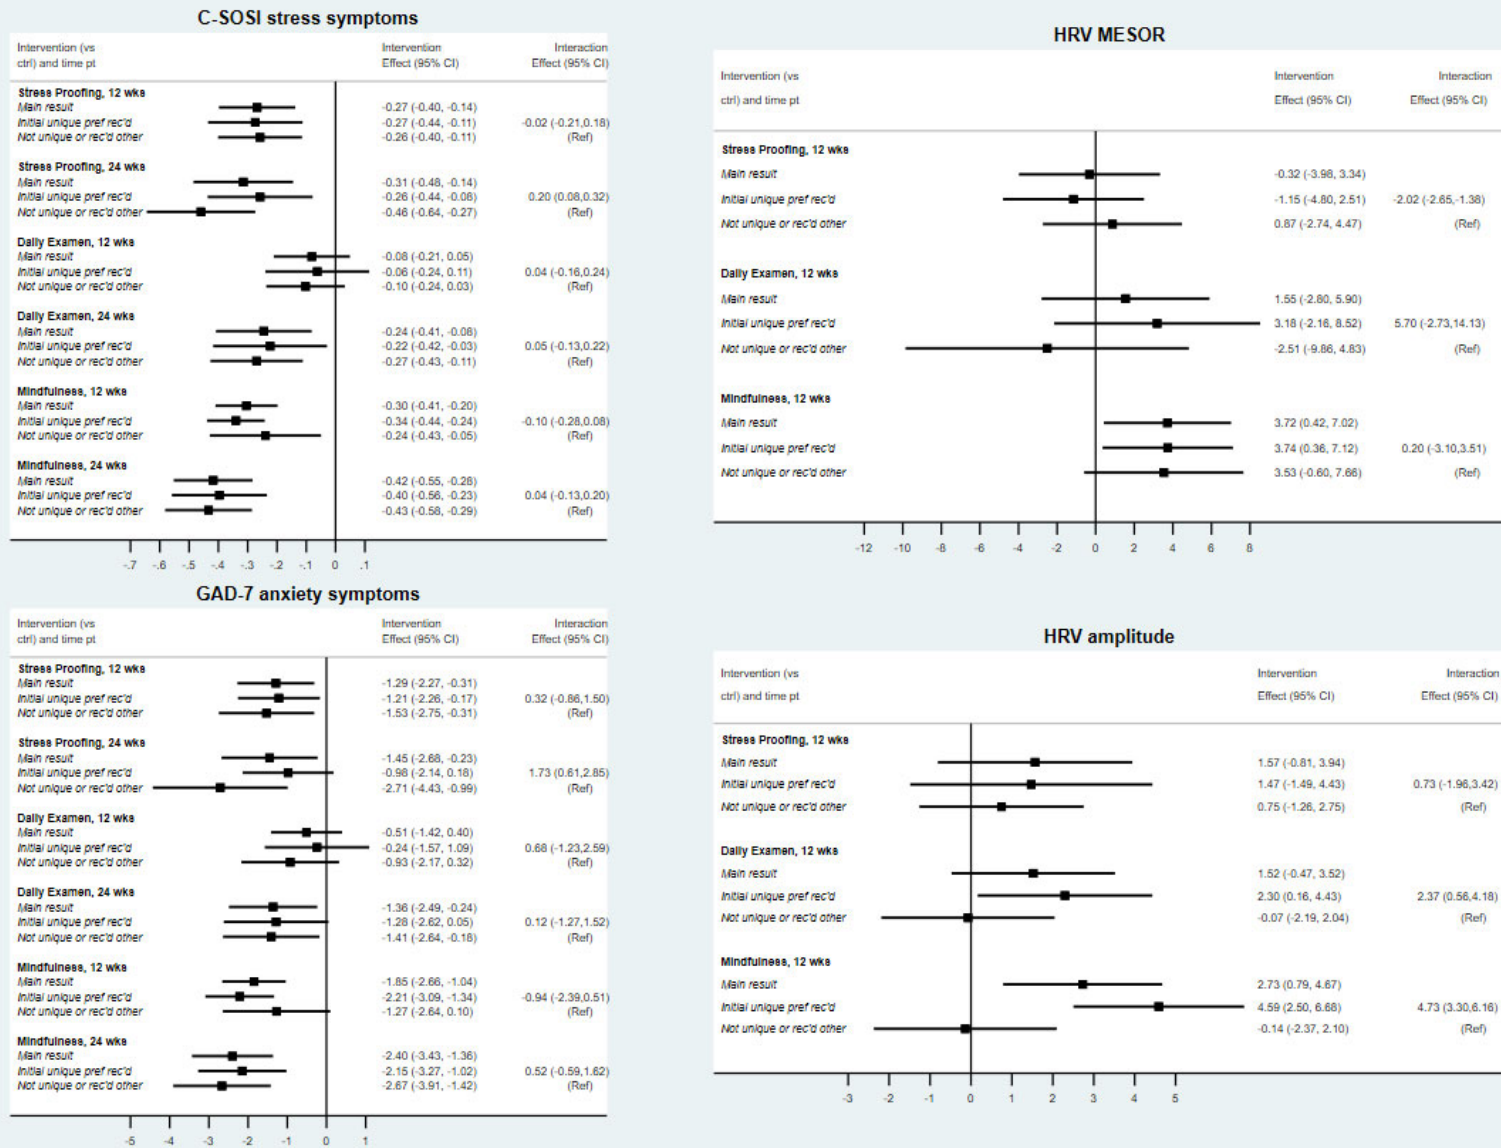 C-SOSI stress symptoms
Intervention (vs Intervention Interaction
ctrl) and time pt Effect (95% CI) Effect (95% CI)
Stress Proofing, 12 wks
Main result -0.27 (-0.40, -0.14)
Initial unique pref rec'd -0.27 (-0.44, -0.11) -0.02 (-0.21,0.18)
Not unique or rec'd other -0.26 (-0.40, -0.11) (Ref)
Stress Proofing, 24 wks
Main result -0.31 (-0.48, -0.14)
Initial unique pref rec'd -0.26 (-0.44, -0.08) 0.20 (0.08,0.32)
Not unique or rec'd other -0.46 (-0.64, -0.27) (Ref)
Daily Examen, 12 wks
Main result -0.08 (-0.21, 0.05)
Initial unique pref rec'd -0.06 (-0.24, 0.11) 0.04 (-0.16,0.24)
Not unique or rec'd other -0.10 (-0.24, 0.03) (Ref)
Daily Examen, 24 wks
Main result -0.24 (-0.41, -0.08)
Initial unique pref rec'd -0.22 (-0.42, -0.03) 0.05 (-0.13,0.22)
Not unique or rec'd other -0.27 (-0.43, -0.11) (Ref)
Mindfulness, 12 wks
Main result -0.30 (-0.41, -0.20)
Initial unique pref rec'd -0.34 (-0.44, -0.24) -0.10 (-0.28,0.08)
Not unique or rec'd other -0.24 (-0.43, -0.05) (Ref)
Mindfulness, 24 wks
Main result -0.42 (-0.55, -0.28)
Initial unique pref rec'd -0.40 (-0.56, -0.23) 0.04 (-0.13,0.20)
Not unique or rec'd other -0.43 (-0.58, -0.29) (Ref)
-.7 -.6 -.5 -.4 -.3 -.2 -.1 0 .1
HRV MESOR
Intervention (vs Intervention Interaction
ctrl) and time pt Effect (95% CI) Effect (95% CI)
Stress Proofing, 12 wks
Main result -0.32 (-3.98, 3.34)
Initial unique pref rec'd -1.15 (-4.80, 2.51) -2.02 (-2.65,-1.38)
Not unique or rec'd other 0.87 (-2.74, 4.47) (Ref)
Daily Examen, 12 wks
Main result 1.55 (-2.80, 5.90)
Initial unique pref rec'd 3.18 (-2.16, 8.52) 5.70 (-2.73,14.13)
Not unique or rec'd other -2.51 (-9.86, 4.83) (Ref)
Mindfulness, 12 wks
Main result 3.72 (0.42, 7.02)
Initial unique pref rec'd 3.74 (0.36, 7.12) 0.20 (-3.10,3.51)
Not unique or rec'd other 3.53 (-0.60, 7.66) (Ref)
-12 -10 -8 -6 -4 -2 0 2 4 6 8
GAD-7 anxiety symptoms
Intervention (vs Intervention Interaction
ctrl) and time pt Effect (95% CI) Effect (95% CI)
Stress Proofing, 12 wks
Main result -1.29 (-2.27, -0.31)
Initial unique pref rec'd -1.21 (-2.26, -0.17) 0.32 (-0.86,1.50)
Not unique or rec'd other -1.53 (-2.75, -0.31) (Ref)
Stress Proofing, 24 wks
Main result -1.45 (-2.68, -0.23)
Initial unique pref rec'd -0.98 (-2.14, 0.18) 1.73 (0.61,2.85)
Not unique or rec'd other -2.71 (-4.43, -0.99) (Ref)
Daily Examen, 12 wks
Main result -0.51 (-1.42, 0.40)
Initial unique pref rec'd -0.24 (-1.57, 1.09) 0.68 (-1.23,2.59)
Not unique or rec'd other -0.93 (-2.17, 0.32) (Ref)
Daily Examen, 24 wks
Main result -1.36 (-2.49, -0.24)
Initial unique pref rec'd -1.28 (-2.62, 0.05) 0.12 (-1.27,1.52)
Not unique or rec'd other -1.41 (-2.64, -0.18) (Ref)
Mindfulness, 12 wks
Main result -1.85 (-2.66, -1.04)
Initial unique pref rec'd -2.21 (-3.09, -1.34) -0.94 (-2.39,0.51)
Not unique or rec'd other -1.27 (-2.64, 0.10) (Ref)
Mindfulness, 24 wks
Main result -2.40 (-3.43, -1.36)
Initial unique pref rec'd -2.15 (-3.27, -1.02) 0.52 (-0.59,1.62)
Not unique or rec'd other -2.67 (-3.91, -1.42) (Ref)
-5 -4 -3 -2 -1 0 1
HRV amplitude
Intervention (vs Intervention Interaction
ctrl) and time pt Effect (95% CI) Effect (95% CI)
Stress Proofing, 12 wks
Main result 1.57 (-0.81, 3.94)
Initial unique pref rec'd 1.47 (-1.49, 4.43) 0.73 (-1.96,3.42)
Not unique or rec'd other 0.75 (-1.26, 2.75) (Ref)
Daily Examen, 12 wks
Main result 1.52 (-0.47, 3.52)
Initial unique pref rec'd 2.30 (0.16, 4.43) 2.37 (0.56,4.18)
Not unique or rec'd other -0.07 (-2.19, 2.04) (Ref)
Mindfulness, 12 wks
Main result 2.73 (0.79, 4.67)
Initial unique pref rec'd 4.59 (2.50, 6.68) 4.73 (3.30,6.16)
Not unique or rec'd other -0.14 (-2.37, 2.10) (Ref)
-3 -2 -1 0 1 2 3 4 5